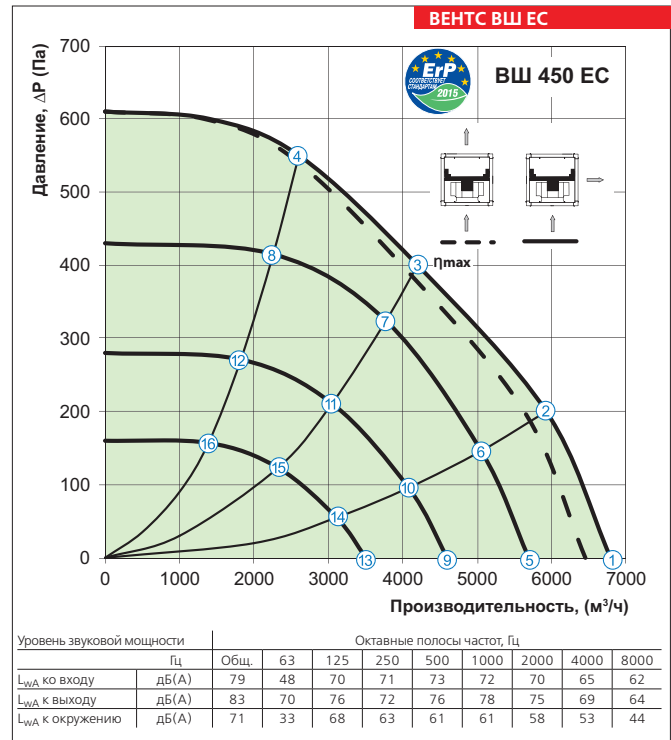 ВЕНТС ВШ ЕС
Давление, ΔP (Па)
700
600
500
400
300
200
100
0
ErP
СООТВЕТСТВУЕТ
СТАНДАРТАМ
2015
ВШ 450 ЕС
ηmax
4
3
8
7
2
12
11
6
16
15
10
14
13
9
5
1
0 1000 2000 3000 4000 5000 6000 7000
Производительность, (м³/ч)
Уровень звуковой мощности Октавные полосы частот, Гц
Гц Общ. 63 125 250 500 1000 2000 4000 8000
LwA ко входу дБ(А) 79 48 70 71 73 72 70 65 62
LwA к выходу дБ(А) 83 70 76 72 76 78 75 69 64
LwA к окружению дБ(А) 71 33 68 63 61 61 58 53 44